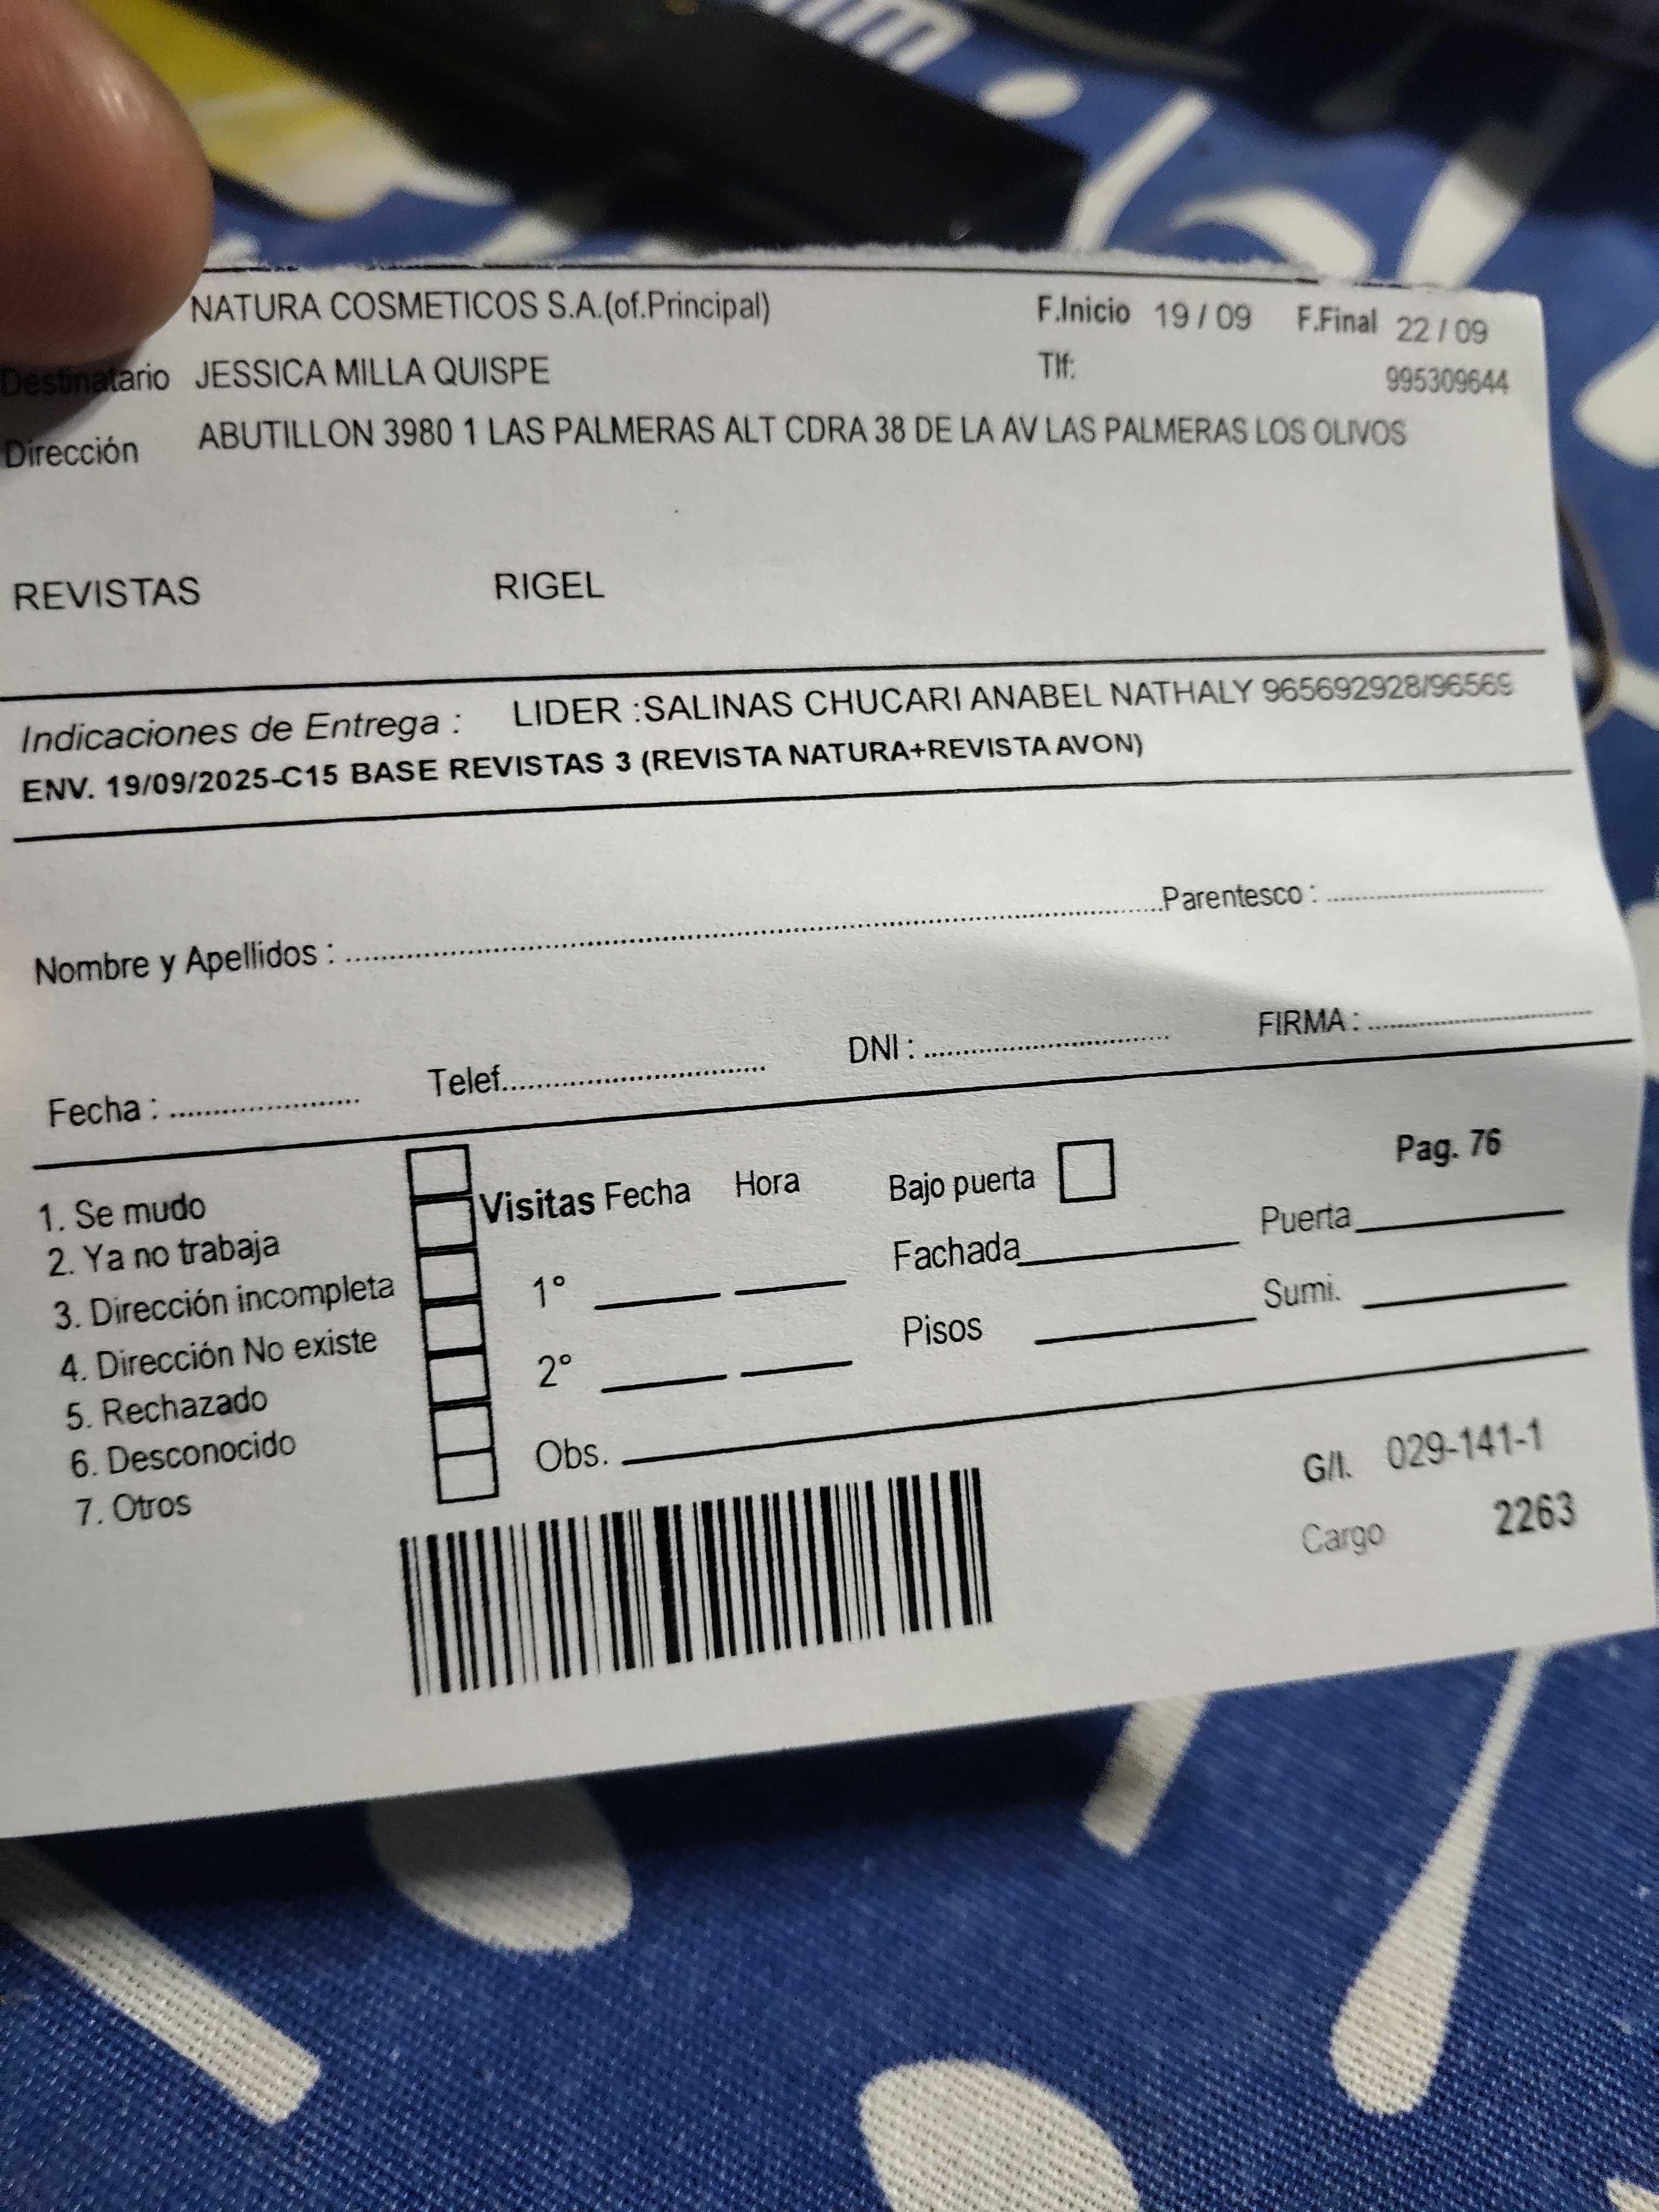 NATURA COSMETICOS S.A.(of.Principal) F.Inicio 19 / 09 F.Final 22 / 09
Destinatario JESSICA MILLA QUISPE Tlf: 995309644
Dirección ABUTILLON 3980 1 LAS PALMERAS ALT CDRA 38 DE LA AV LAS PALMERAS LOS OLIVOS
REVISTAS RIGEL
Indicaciones de Entrega : LIDER :SALINAS CHUCARI ANABEL NATHALY 965692928/96569
ENV. 19/09/2025-C15 BASE REVISTAS 3 (REVISTA NATURA+REVISTA AVON)
Nombre y Apellidos : Parentesco :
Fecha : Telef. DNI : FIRMA :
Pag. 76
1. Se mudo
2. Ya no trabaja
3. Dirección incompleta
4. Dirección No existe
5. Rechazado
6. Desconocido
7. Otros
Visitas Fecha Hora
1°
2°
Obs.
Bajo puerta
Fachada Puerta
Pisos Sumi.
G/I. 029-141-1
Cargo 2263